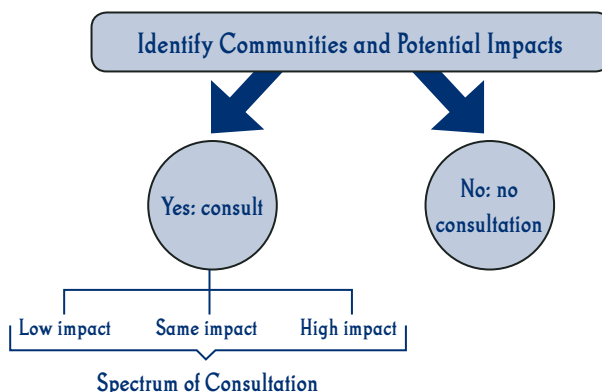 Identify Communities and Potential Impacts
Yes: consult
No: no
consultation
Low impact
Same impact
High impact
Spectrum of Consultation